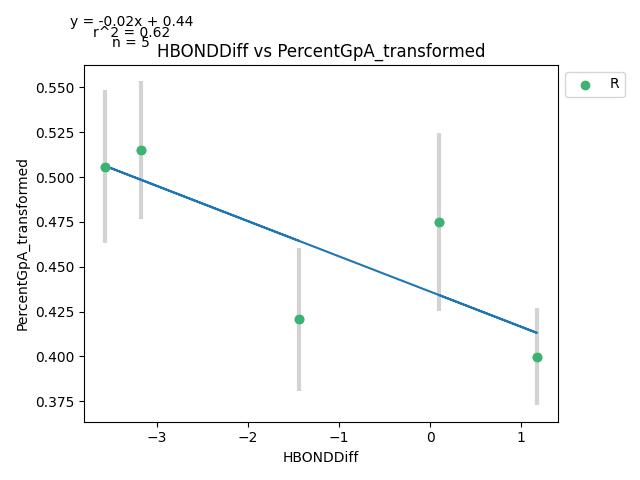 y = -0.02x + 0.44
r^2 = 0.62
n = 5
HBONDDiff vs PercentGpA_transformed
R
PercentGpA_transformed
0.550
0.525
0.500
0.475
0.450
0.425
0.400
0.375
−3
−2
−1
0
1
HBONDDiff